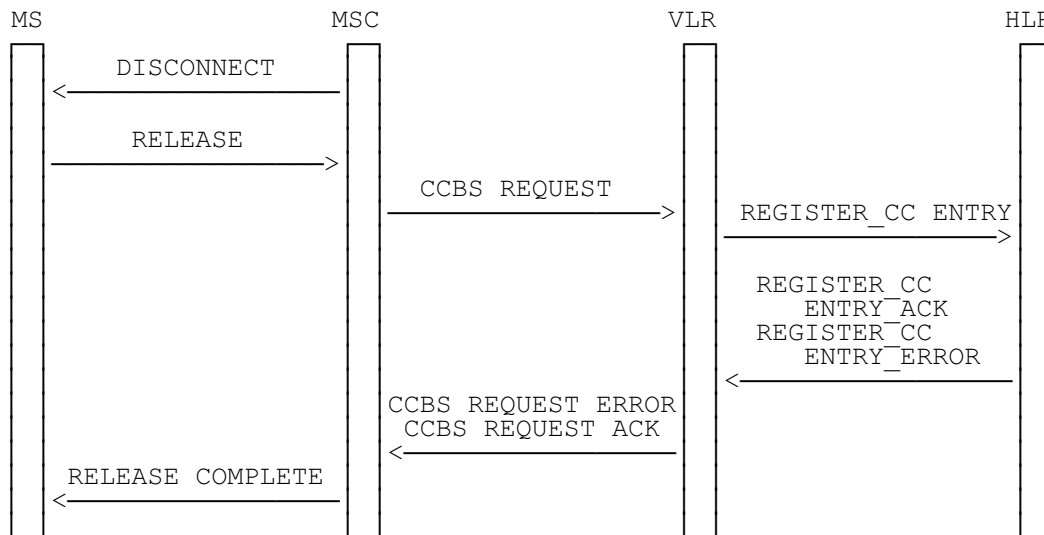 MS MSC VLR HLR
DISCONNECT
RELEASE
CCBS REQUEST
REGISTER_CC ENTRY
REGISTER_CC
ENTRY_ACK
REGISTER_CC
ENTRY_ERROR
CCBS REQUEST ERROR
CCBS REQUEST ACK
RELEASE COMPLETE